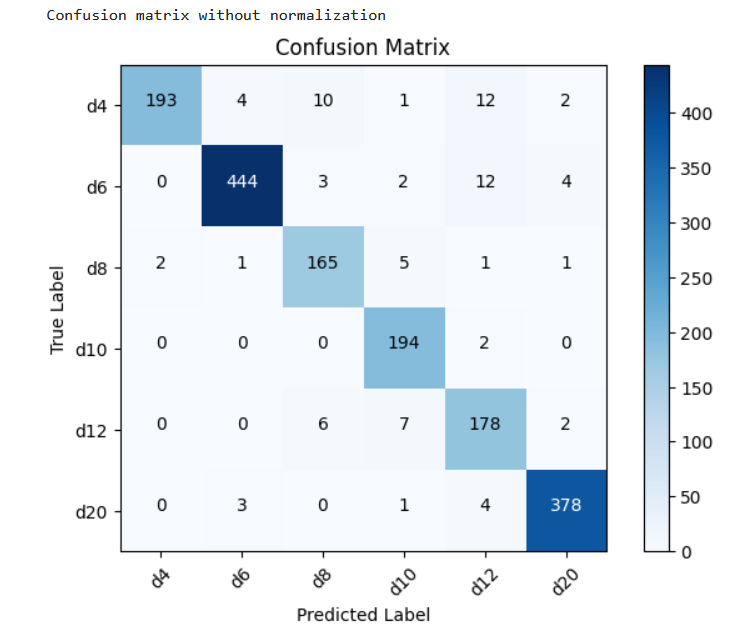 Confusion matrix without normalization
Confusion Matrix
d4 193 4 10 1 12 2
d6 0 444 3 2 12 4
d8 2 1 165 5 1 1
d10 0 0 0 194 2 0
d12 0 0 6 7 178 2
d20 0 3 0 1 4 378
d4 d6 d8 d10 d12 d20
True Label
Predicted Label
400
350
300
250
200
150
100
50
0